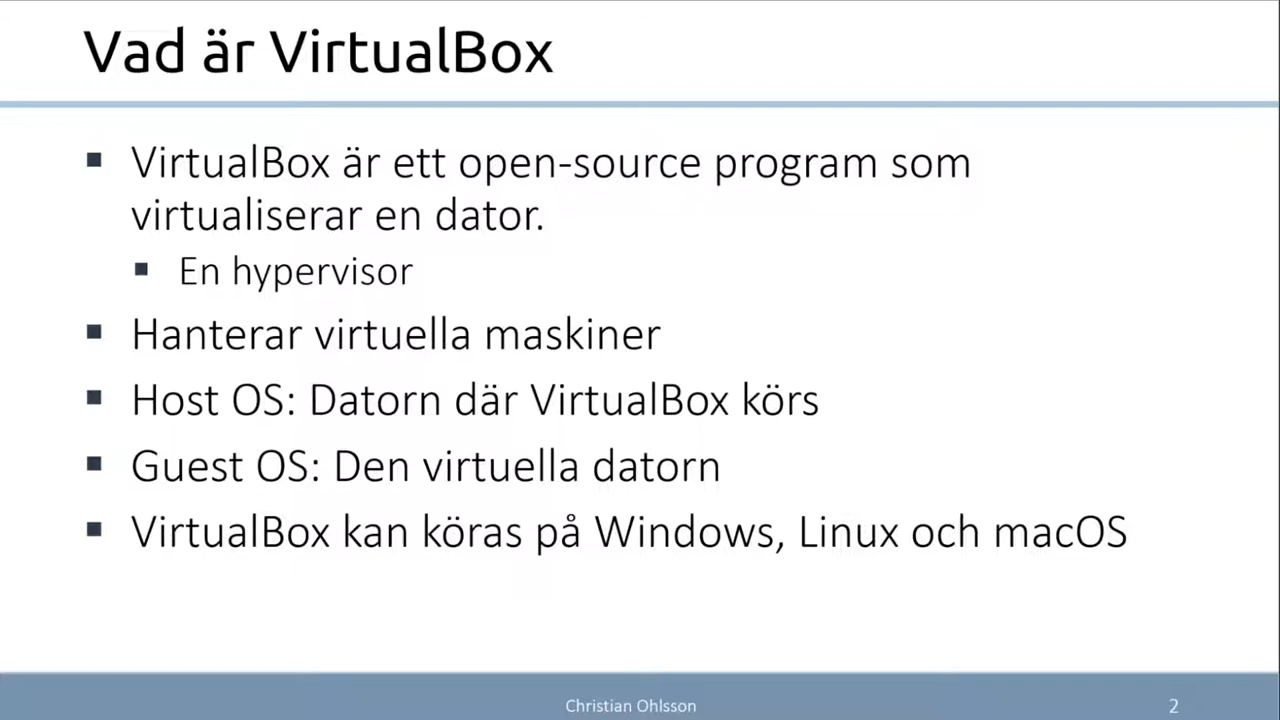 Vad är VirtualBox
VirtualBox är ett open-source program som
virtualiserar en dator.
En hypervisor
Hanterar virtuella maskiner
Host OS: Datorn där VirtualBox körs
Guest OS: Den virtuella datorn
VirtualBox kan köras på Windows, Linux och macOS
Christian Ohlsson
2